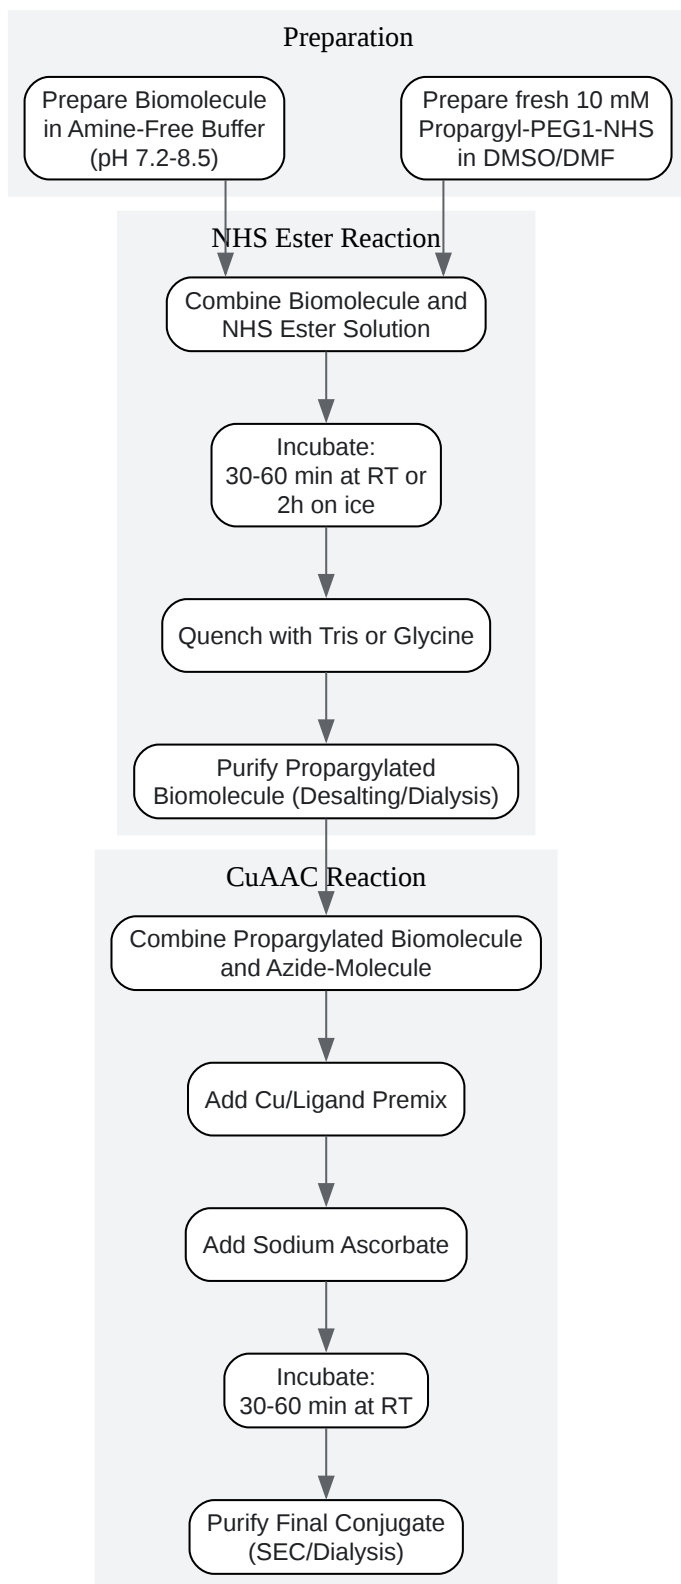 Preparation
Prepare Biomolecule
in Amine-Free Buffer
(pH 7.2-8.5)
Prepare fresh 10 mM
Propargyl-PEG1-NHS
in DMSO/DMF
NHS Ester Reaction
Combine Biomolecule and
NHS Ester Solution
Incubate:
30-60 min at RT or
2h on ice
Quench with Tris or Glycine
Purify Propargylated
Biomolecule (Desalting/Dialysis)
CuAAC Reaction
Combine Propargylated Biomolecule
and Azide-Molecule
Add Cu/Ligand Premix
Add Sodium Ascorbate
Incubate:
30-60 min at RT
Purify Final Conjugate
(SEC/Dialysis)